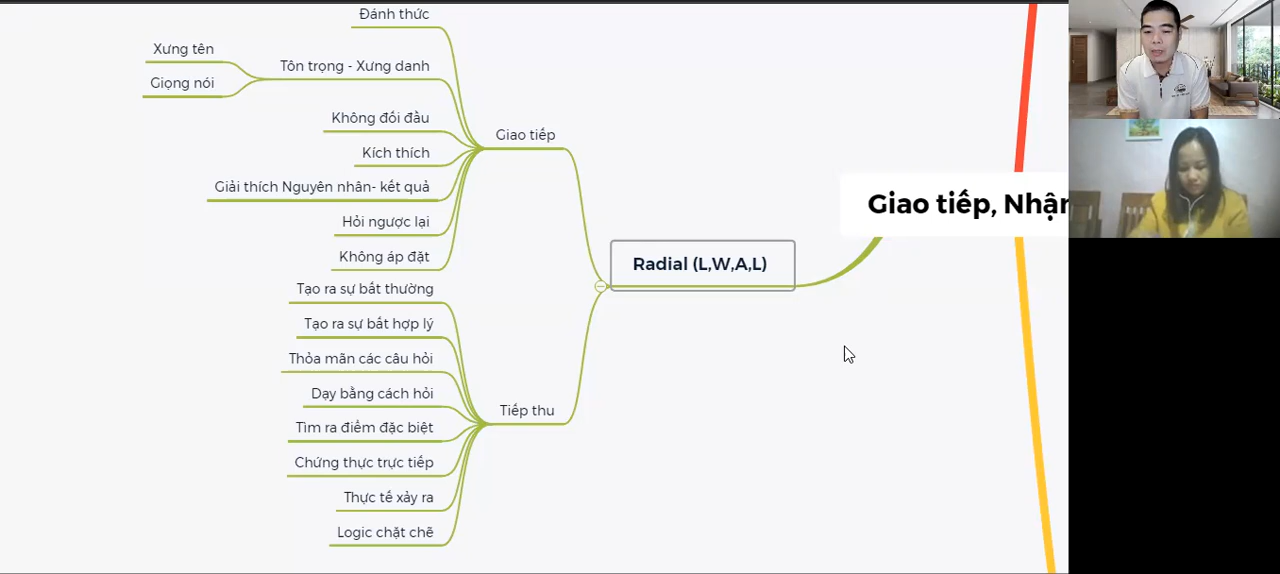 Đánh thức
Xưng tên
Tôn trọng - Xưng danh
Giọng nói
Không đối đầu
Giao tiếp
Kích thích
Giải thích Nguyên nhân- kết quả
Giao tiếp, Nhận
Hỏi ngược lại
Không áp đặt
Radial (L,W,A,L)
Tạo ra sự bất thường
Tạo ra sự bất hợp lý
Thỏa mãn các câu hỏi
Dạy bằng cách hỏi
Tiếp thu
Tìm ra điểm đặc biệt
Chứng thực trực tiếp
Thực tế xảy ra
Logic chặt chẽ